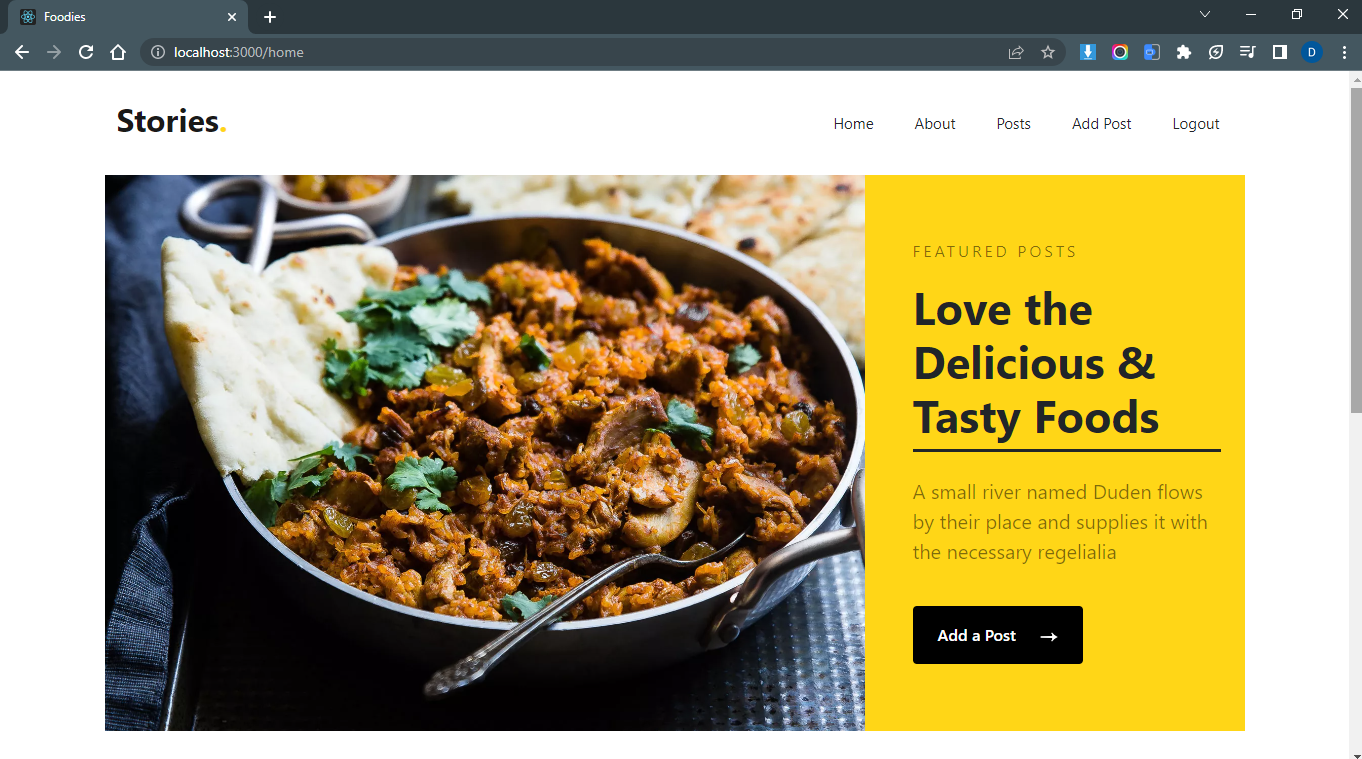 Foodies
localhost:3000/home
D
Stories.
Home About Posts Add Post Logout
FEATURED POSTS
Love the
Delicious &
Tasty Foods
A small river named Duden flows
by their place and supplies it with
the necessary regelialia
Add a Post →